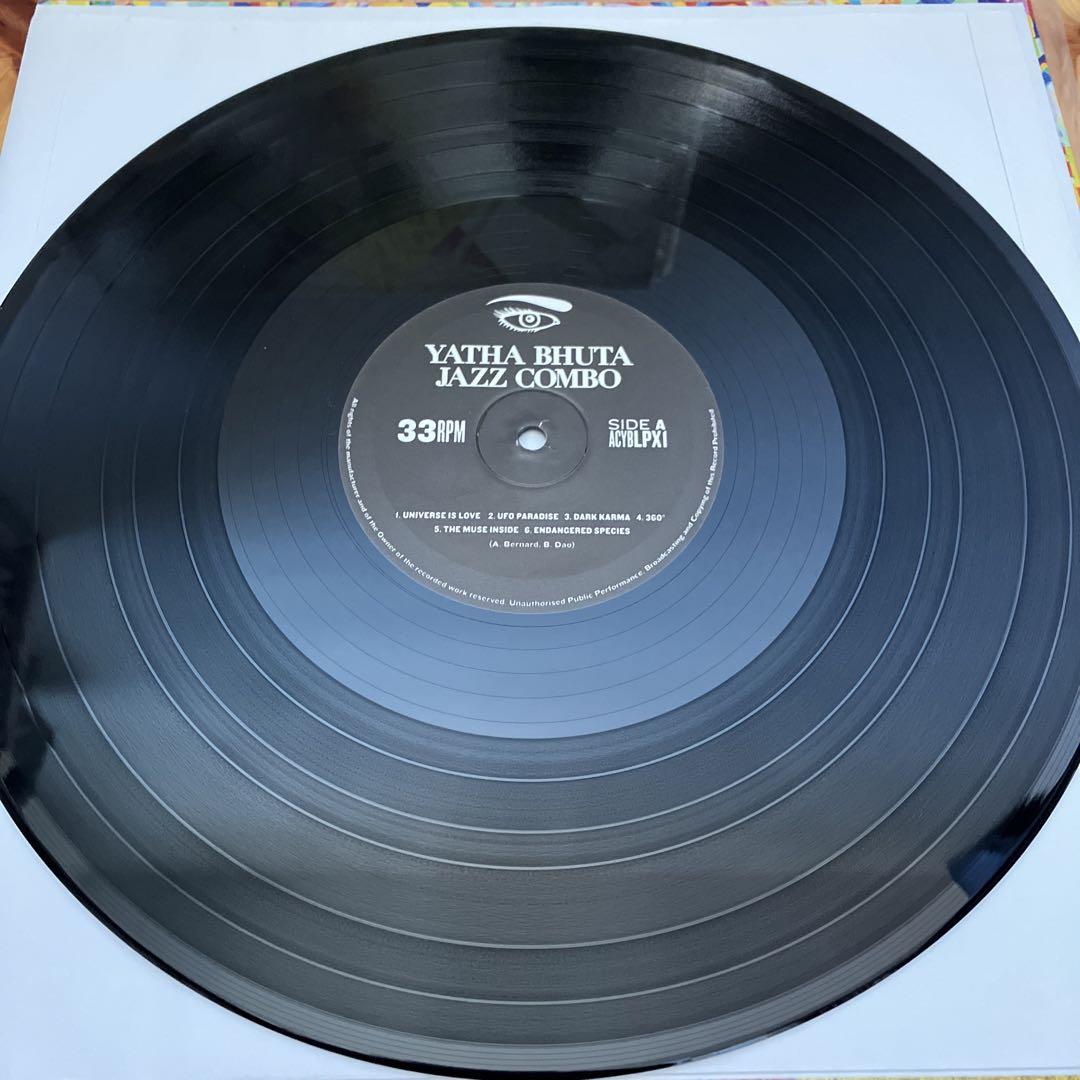 YATHA BHUTA
JAZZ COMBO
33RPM
SIDE A
ACYBLPX1
1. UNIVERSE IS LOVE 2. UFO PARADISE 3. DARK KARMA 4. 360°
5. THE MUSE INSIDE 6. ENDANGERED SPECIES
(A. Bernard, B. Dao)
All rights of the manufacturer and of the Owner of the recorded work reserved. Unauthorised Public Performance. Broadcasting and Copying of this Record Prohibited